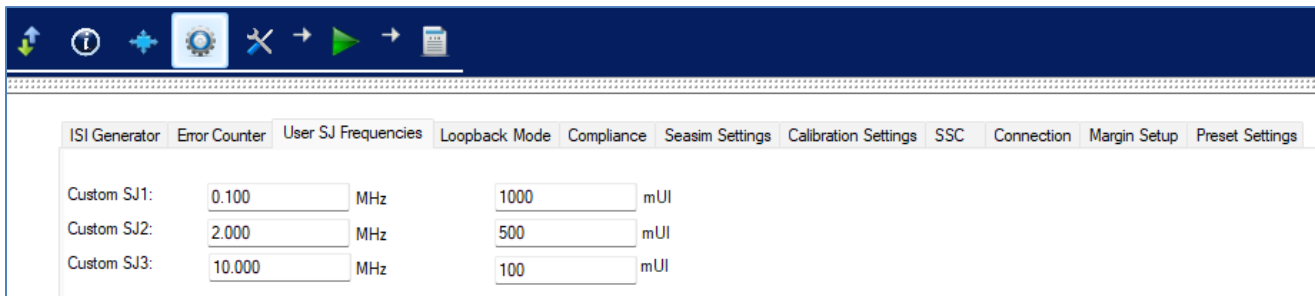 ISI Generator Error Counter User SJ Frequencies Loopback Mode Compliance Seasim Settings Calibration Settings SSC Connection Margin Setup Preset Settings
Custom SJ1: 0.100 MHz 1000 mUI
Custom SJ2: 2.000 MHz 500 mUI
Custom SJ3: 10.000 MHz 100 mUI